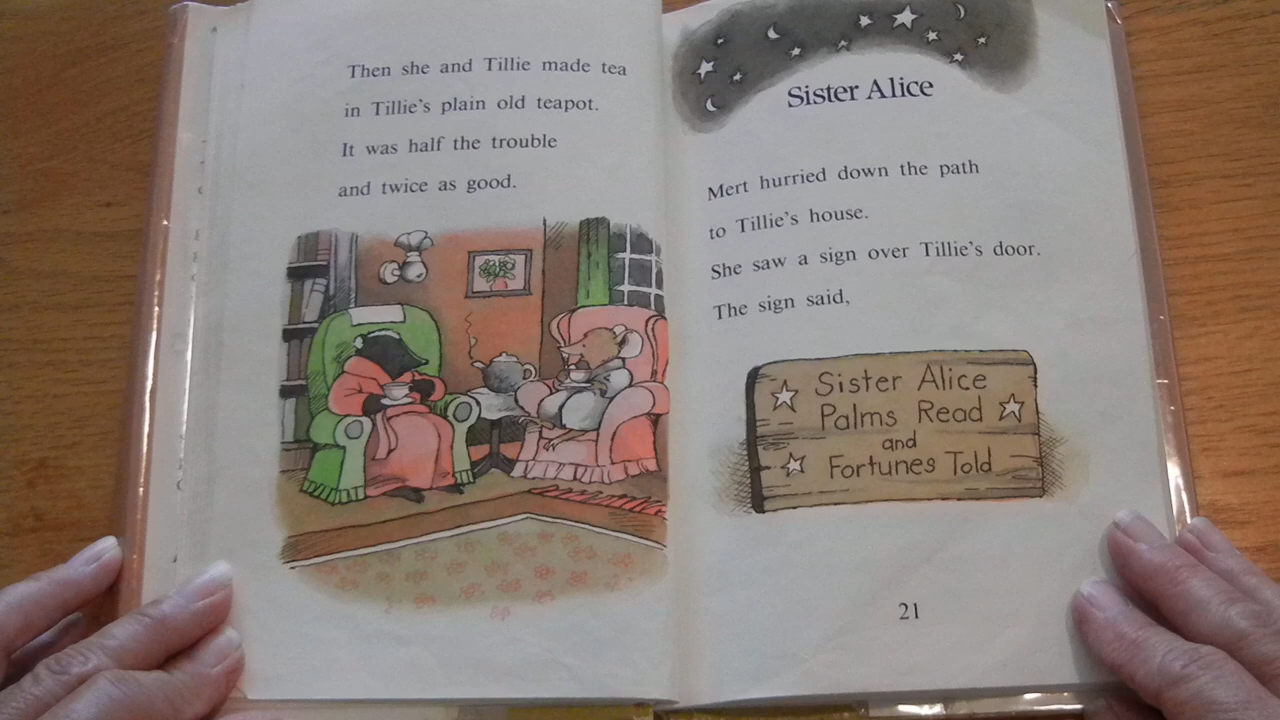 Then she and Tillie made tea
in Tillie's plain old teapot.
It was half the trouble
and twice as good.
Sister Alice
Mert hurried down the path
to Tillie's house.
She saw a sign over Tillie's door.
The sign said,
Sister Alice
Palms Read
and
Fortunes Told
21